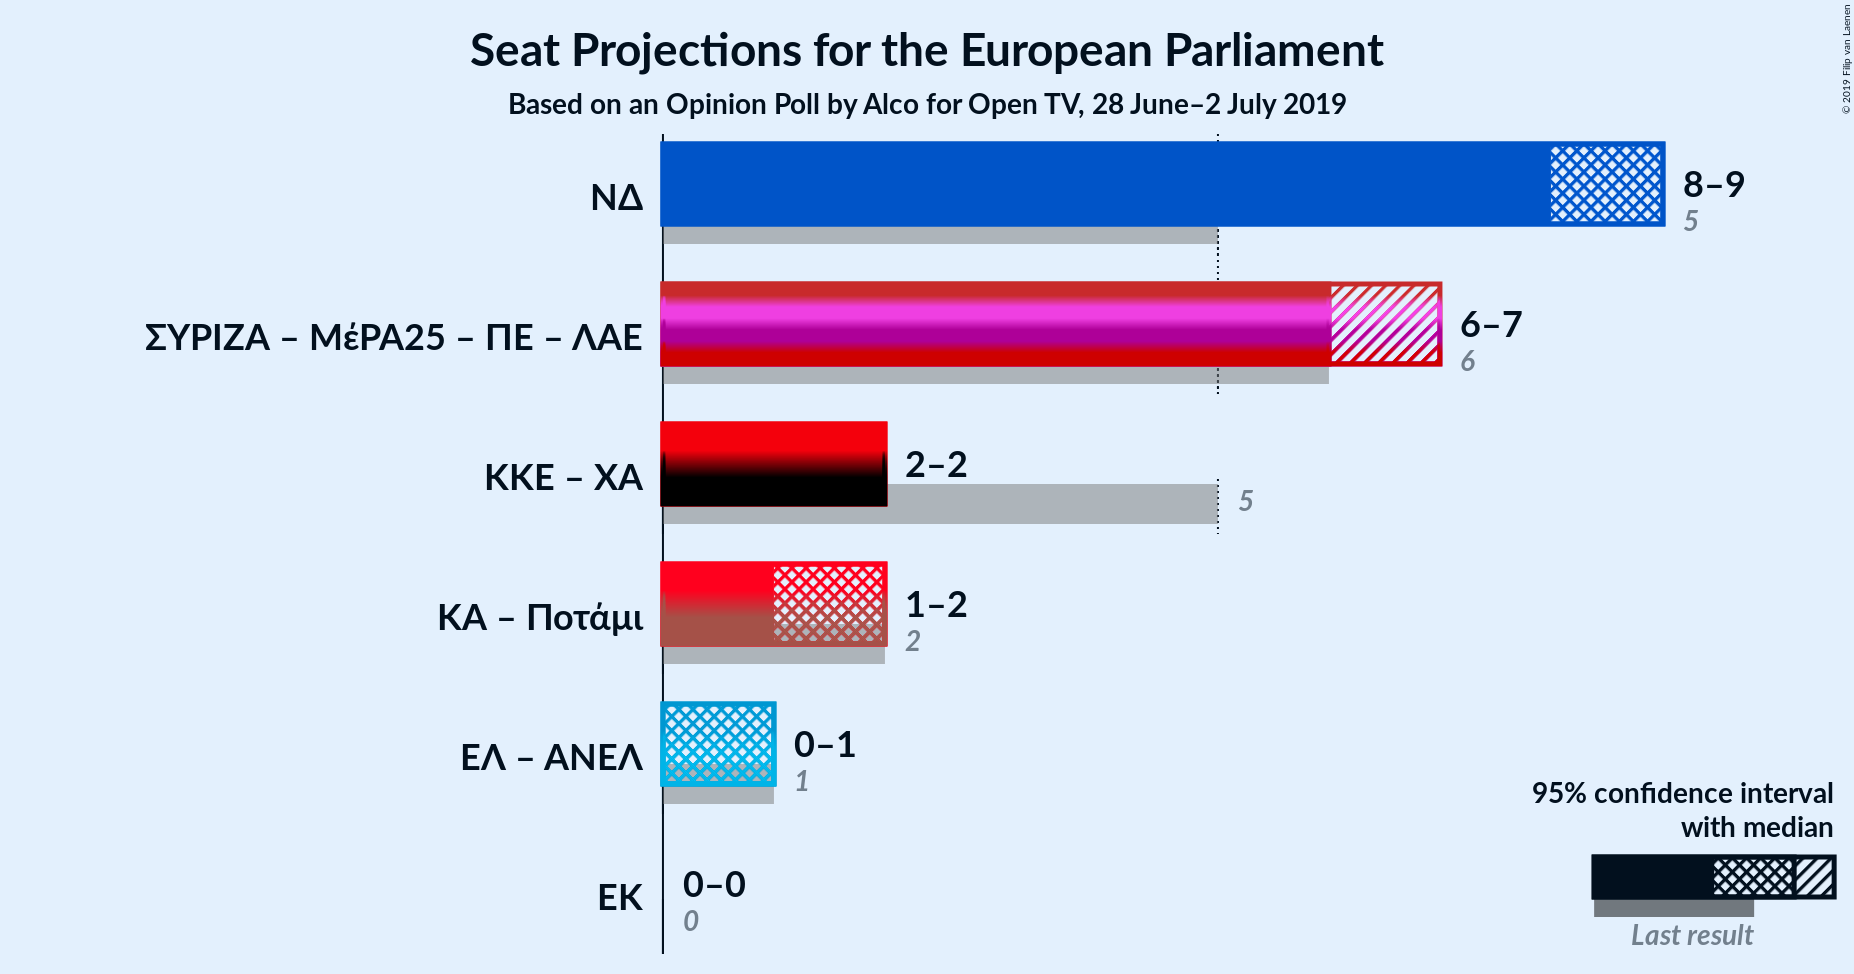 Seat Projections for the European Parliament
Based on an Opinion Poll by Alco for Open TV, 28 June–2 July 2019
© 2019 Filip van Laenen
ΝΔ
8–9
5
ΣΥΡΙΖΑ – ΜέΡΑ25 – ΠΕ – ΛΑΕ
6–7
6
ΚΚΕ – ΧΑ
2–2
5
ΚΑ – Ποτάμι
1–2
2
ΕΛ – ΑΝΕΛ
0–1
1
ΕΚ
0–0
0
95% confidence interval
with median
Last result